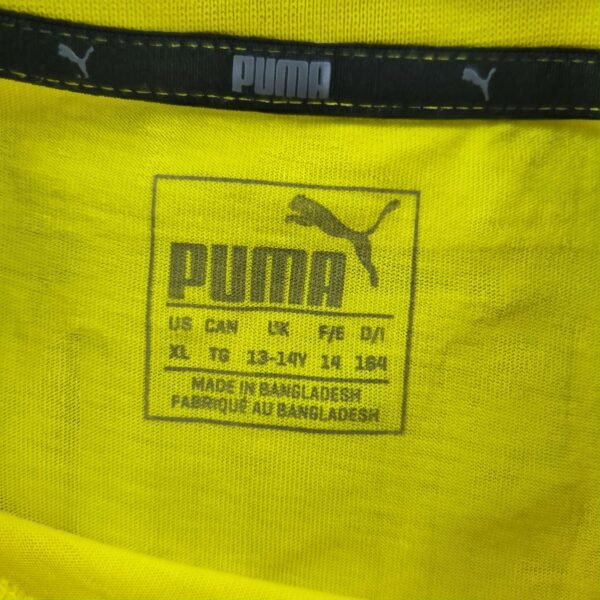 PUMA
PUMA
US CAN UK F/E D/I
XL TG 13-14Y 14 164
MADE IN BANGLADESH
FABRIQUÉ AU BANGLADESH